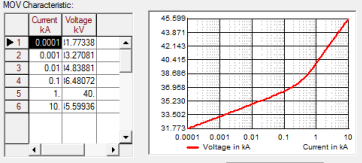 MOV Characteristic:
Current Voltage
kA kV
1 0.0001 31.77338
2 0.001 33.27081
3 0.01 34.83881
4 0.1 36.48072
5 1. 40.
6 10. 45.59936
45.599
43.871
42.143
40.415
38.686
36.958
35.230
33.502
31.773
0.0001 0.001 0.01 0.1 1 10
Voltage in kA Current in kA